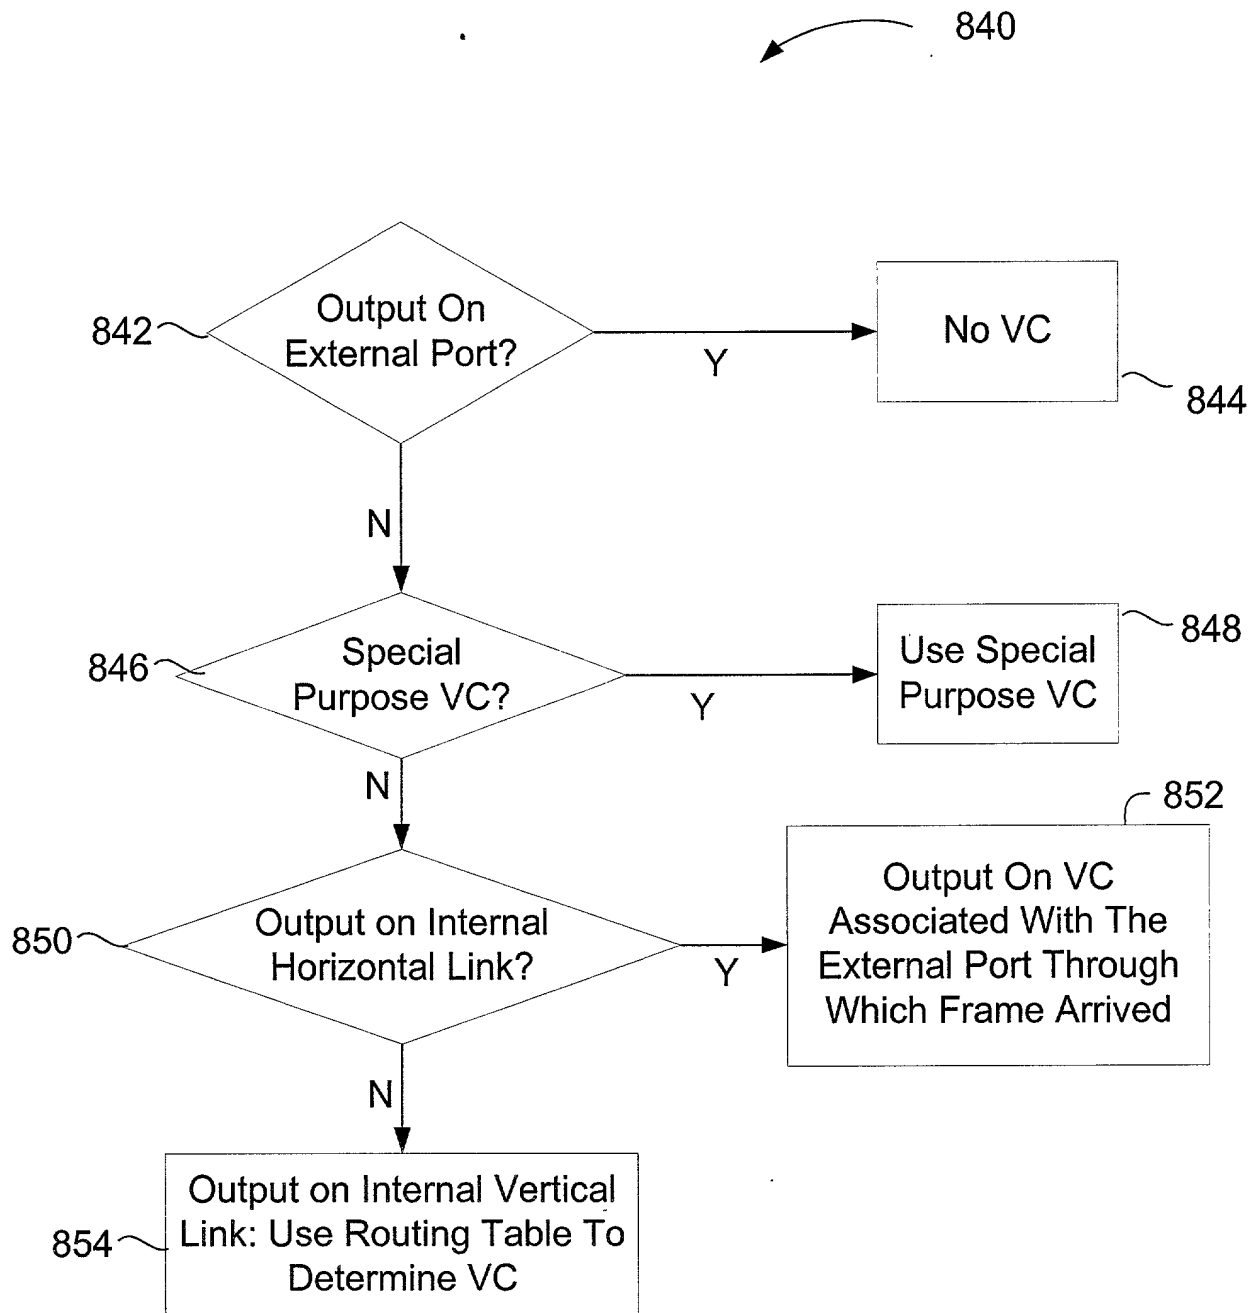 840
Output On
External Port?
842
Y
No VC
844
N
Special
Purpose VC?
846
Y
Use Special
Purpose VC
848
N
Output on Internal
Horizontal Link?
850
Y
852
Output On VC
Associated With The
External Port Through
Which Frame Arrived
N
Output on Internal Vertical
Link: Use Routing Table To
Determine VC
854